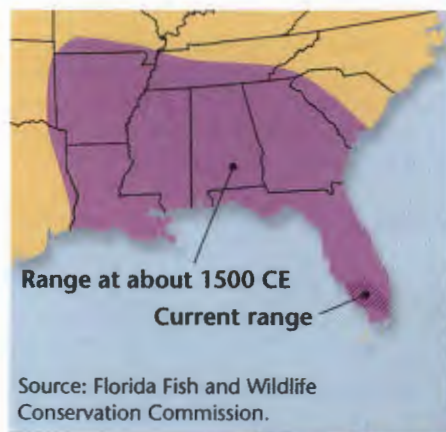 Range at about 1500 CE
Current range
Source: Florida Fish and Wildlife
Conservation Commission.